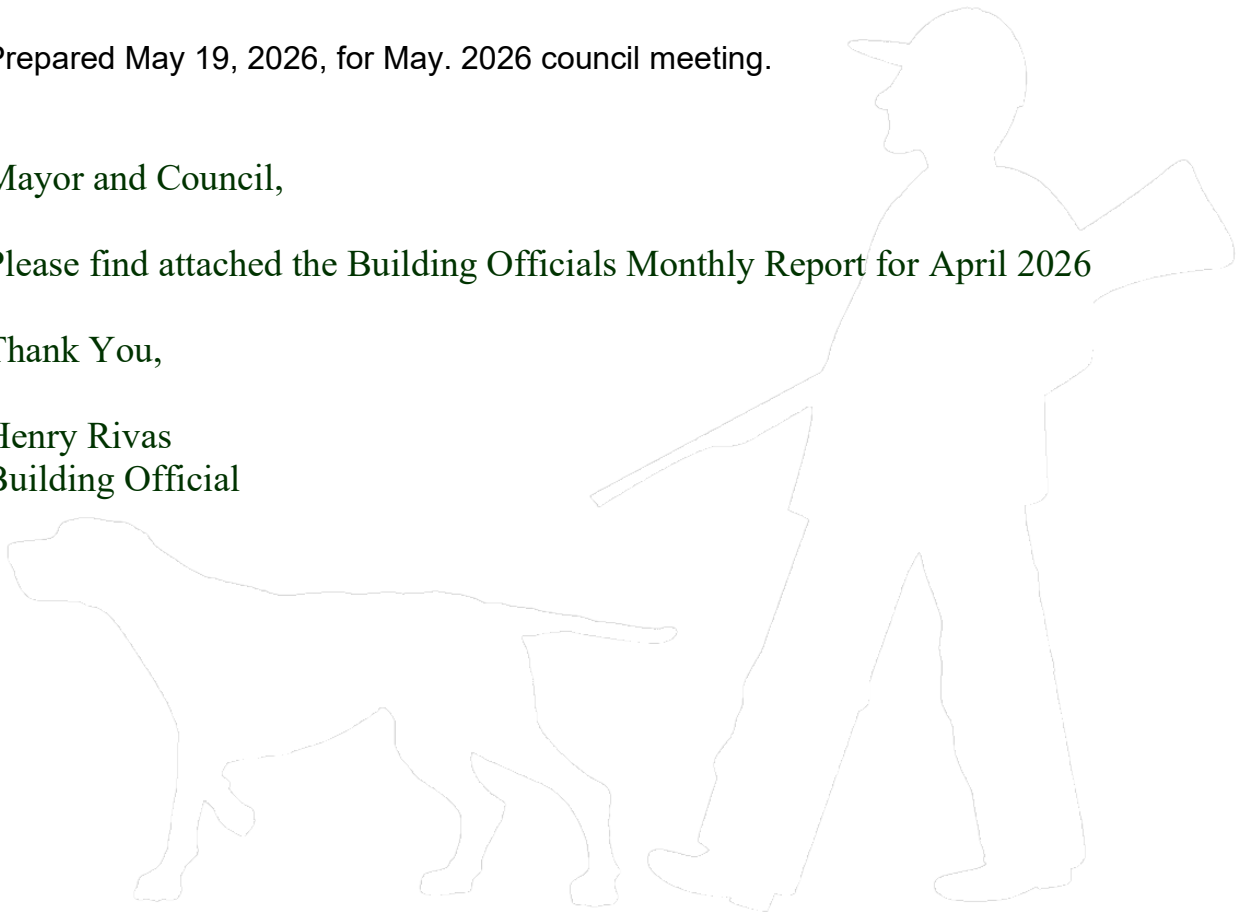 Prepared May 19, 2026, for May. 2026 council meeting.
Mayor and Council,
Please find attached the Building Officials Monthly Report for April 2026
Thank You,
Henry Rivas
Building Official